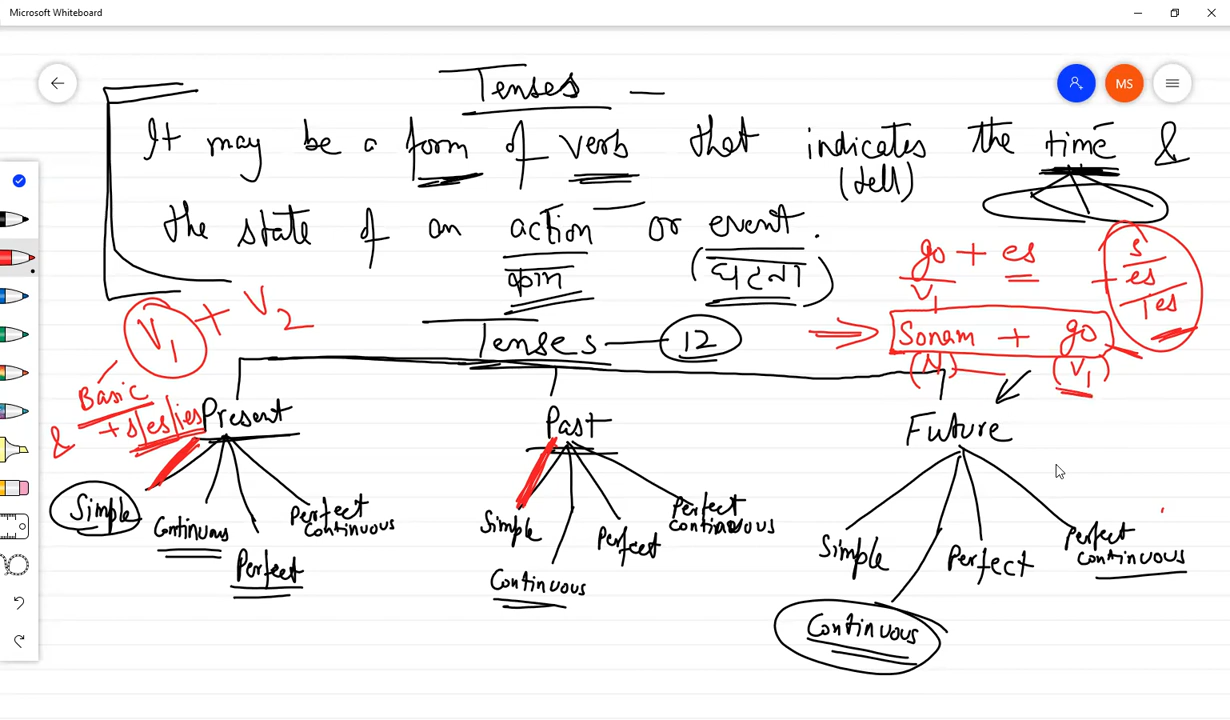 Microsoft Whiteboard
MS
Tenses —
It may be a form of verb that indicates the time &
(tell)
the state of an action or event.
काम
(घटना)
go + es
V1
s
es
ies
V1 + V2
Tenses — 12
Sonam + go
(N)
(V1)
Basic
& + s/es/ies
Present
Past
Future
Simple
Continuous
Perfect
Perfect
Continuous
Simple
Continuous
Perfect
Perfect
Continuous
Simple
Continuous
Perfect
Perfect
Continuous